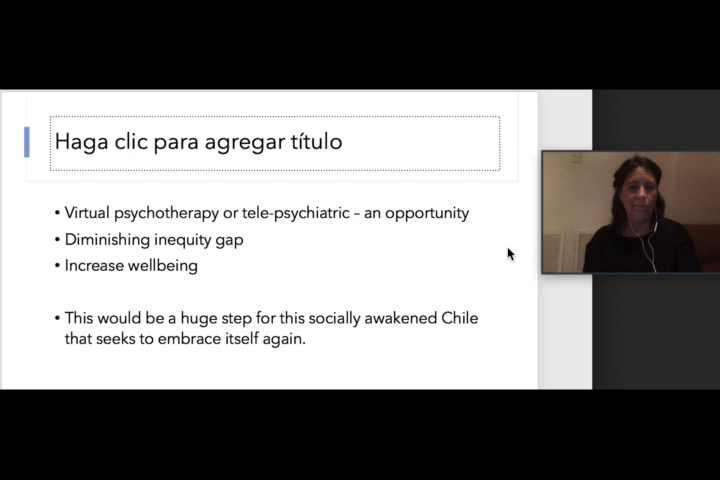 Haga clic para agregar título
• Virtual psychotherapy or tele-psychiatric – an opportunity
• Diminishing inequity gap
• Increase wellbeing
• This would be a huge step for this socially awakened Chile
that seeks to embrace itself again.